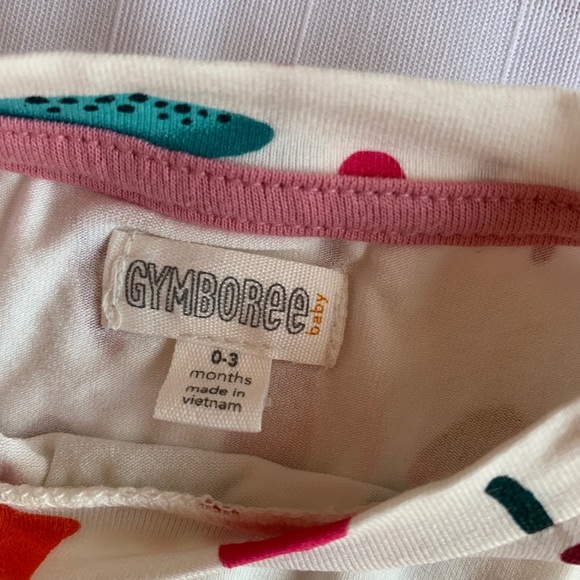 GYMBOREE
baby
0-3
months
made in
vietnam